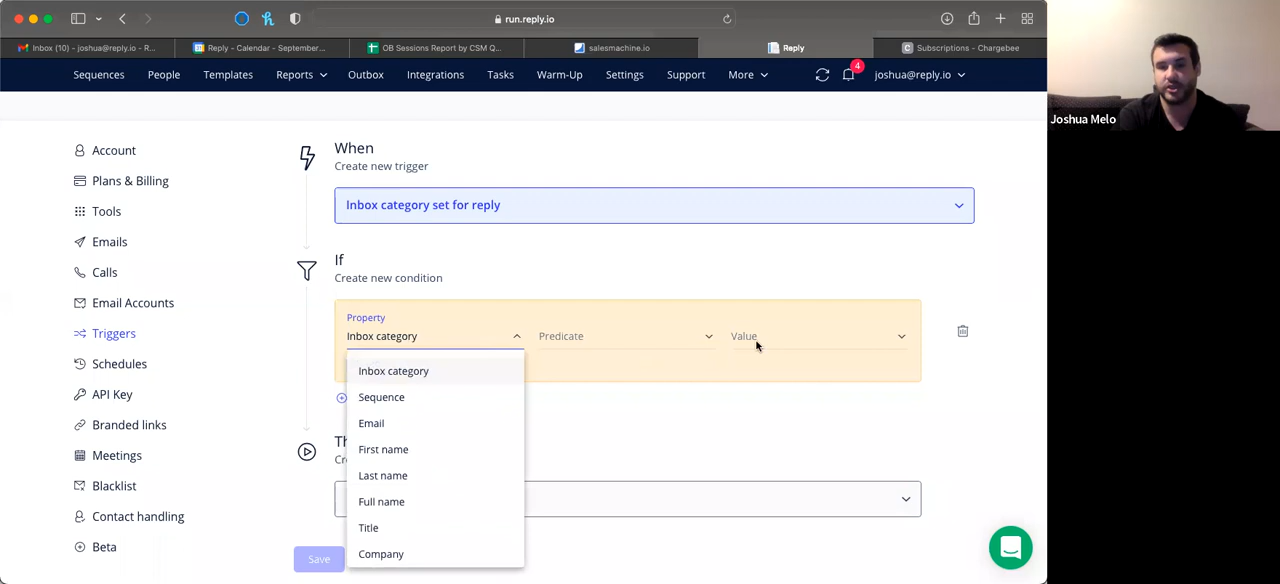 run.reply.io
Inbox (10) - joshua@reply.io - R...
Reply - Calendar - September...
OB Sessions Report by CSM Q...
salesmachine.io
Reply
Subscriptions - Chargebee
Sequences
People
Templates
Reports
Outbox
Integrations
Tasks
Warm-Up
Settings
Support
More
4
joshua@reply.io
Joshua Melo
Account
Plans & Billing
Tools
Emails
Calls
Email Accounts
Triggers
Schedules
API Key
Branded links
Meetings
Blacklist
Contact handling
Beta
When
Create new trigger
Inbox category set for reply
If
Create new condition
Property
Inbox category
Predicate
Value
Inbox category
Sequence
Email
First name
Last name
Full name
Title
Company
Save